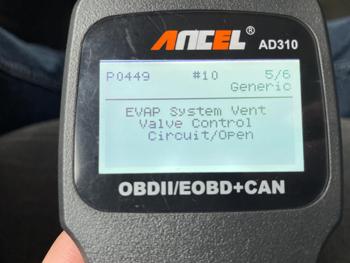 ANCEL® AD310
P0449 #10 5/6
Generic
EVAP System Vent
Valve Control
Circuit/Open
OBDII/EOBD+CAN